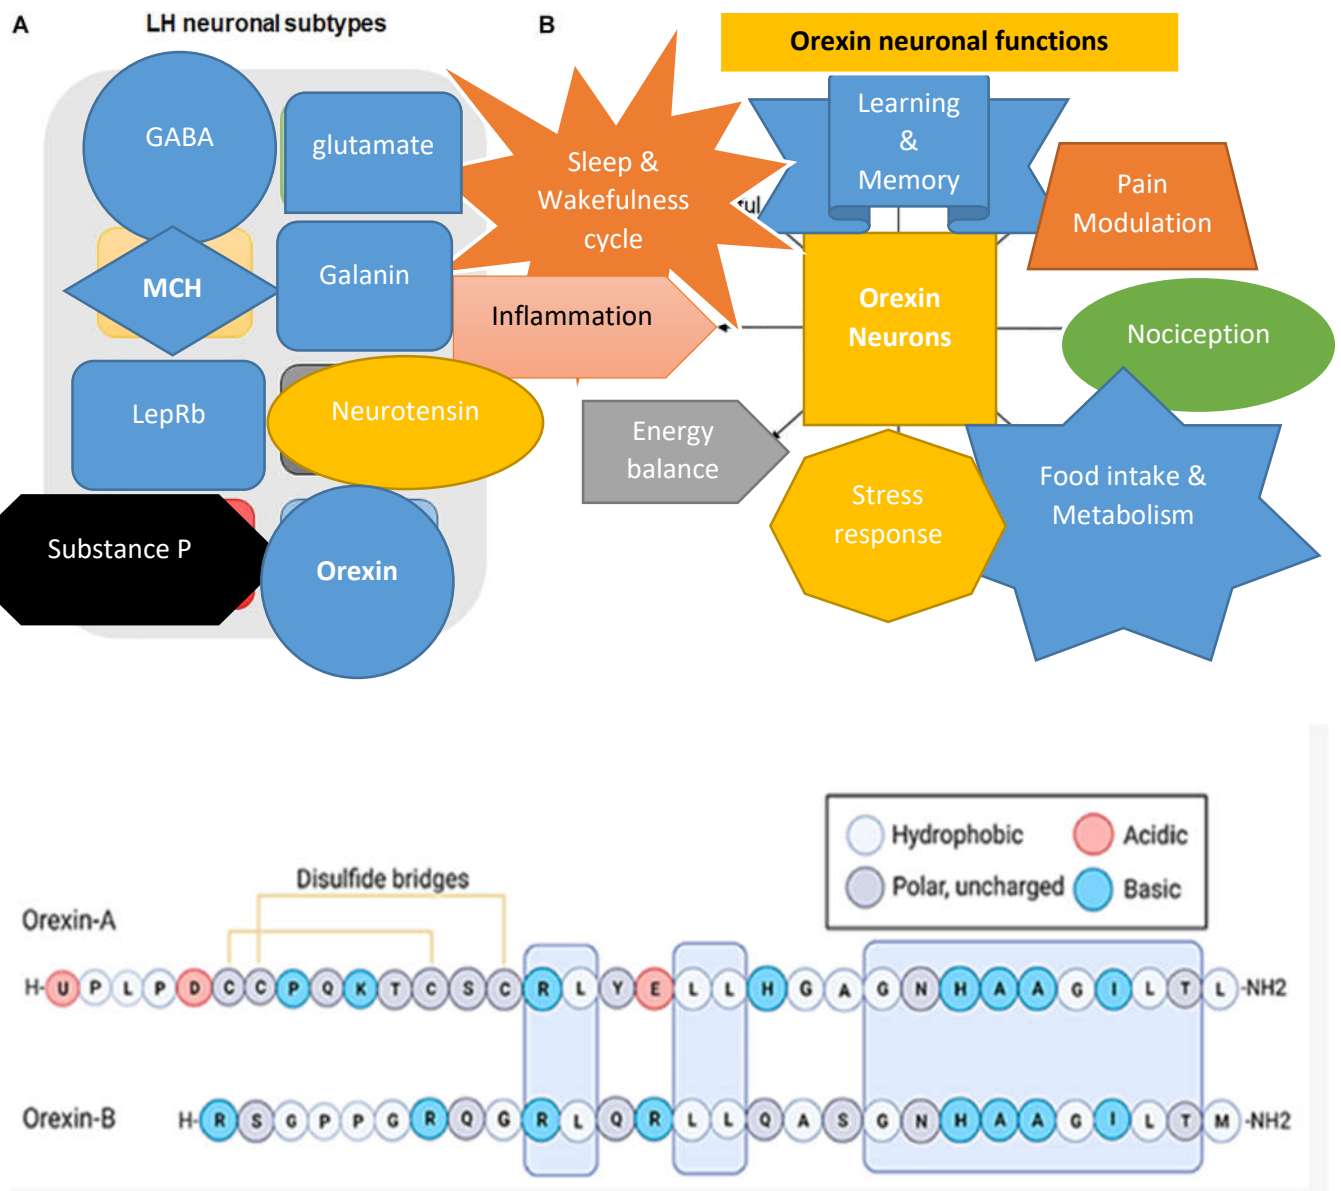 A
LH neuronal subtypes
GABA
glutamate
MCH
Galanin
LepRb
Neurotensin
Substance P
Orexin
B
Orexin neuronal functions
Sleep &
Wakefulness
cycle
Learning
&
Memory
Pain
Modulation
Orexin
Neurons
Inflammation
Nociception
Energy
balance
Stress
response
Food intake &
Metabolism
Hydrophobic
Acidic
Polar, uncharged
Basic
Disulfide bridges
Orexin-A
H- U P L P D C C P Q K T C S C R L Y E L L H G A G N H A A G I L T L -NH2
Orexin-B
H- R S G P P G R Q G R L Q R L L Q A S G N H A A G I L T M -NH2